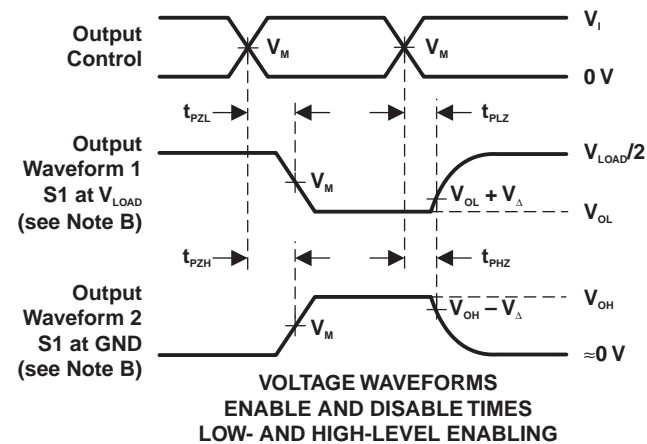 Output
Control
V_M
V_M
V_I
0 V
t_PZL
t_PLZ
Output
Waveform 1
S1 at V_LOAD
(see Note B)
V_M
V_OL + V_Δ
V_LOAD/2
V_OL
t_PZH
t_PHZ
Output
Waveform 2
S1 at GND
(see Note B)
V_M
V_OH − V_Δ
V_OH
≈0 V
VOLTAGE WAVEFORMS
ENABLE AND DISABLE TIMES
LOW- AND HIGH-LEVEL ENABLING